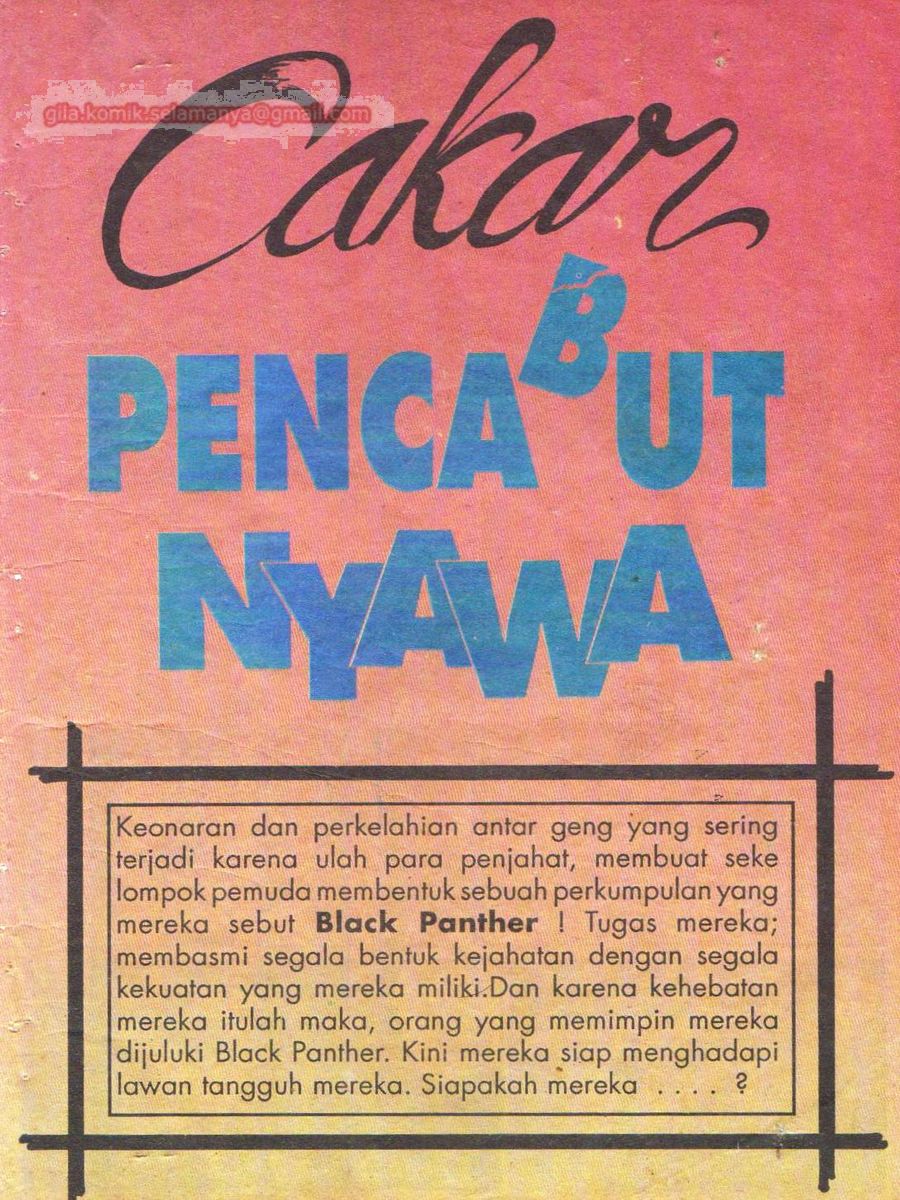 gila.komik.selamanya@gmail.com
Cakar
PENCABUT
NYAWA
Keonaran dan perkelahian antar geng yang sering
terjadi karena ulah para penjahat, membuat seke
lompok pemuda membentuk sebuah perkumpulan yang
mereka sebut Black Panther ! Tugas mereka;
membasmi segala bentuk kejahatan dengan segala
kekuatan yang mereka miliki.Dan karena kehebatan
mereka itulah maka, orang yang memimpin mereka
dijuluki Black Panther. Kini mereka siap menghadapi
lawan tangguh mereka. Siapakah mereka . . . . ?